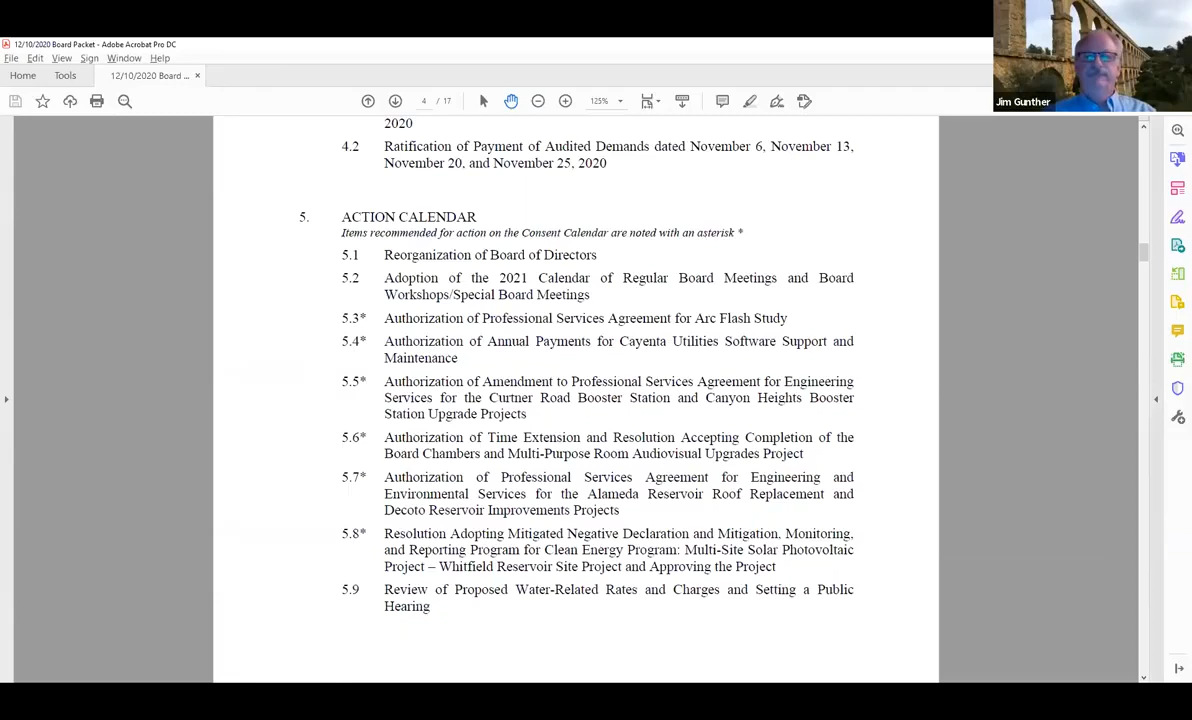 12/10/2020 Board Packet - Adobe Acrobat Pro DC
File Edit View Sign Window Help
Home Tools 12/10/2020 Board ... ×
4 / 17 125%
Jim Gunther
2020
4.2 Ratification of Payment of Audited Demands dated November 6, November 13,
November 20, and November 25, 2020
5. ACTION CALENDAR
Items recommended for action on the Consent Calendar are noted with an asterisk *
5.1 Reorganization of Board of Directors
5.2 Adoption of the 2021 Calendar of Regular Board Meetings and Board
Workshops/Special Board Meetings
5.3* Authorization of Professional Services Agreement for Arc Flash Study
5.4* Authorization of Annual Payments for Cayenta Utilities Software Support and
Maintenance
5.5* Authorization of Amendment to Professional Services Agreement for Engineering
Services for the Curtner Road Booster Station and Canyon Heights Booster
Station Upgrade Projects
5.6* Authorization of Time Extension and Resolution Accepting Completion of the
Board Chambers and Multi-Purpose Room Audiovisual Upgrades Project
5.7* Authorization of Professional Services Agreement for Engineering and
Environmental Services for the Alameda Reservoir Roof Replacement and
Decoto Reservoir Improvements Projects
5.8* Resolution Adopting Mitigated Negative Declaration and Mitigation, Monitoring,
and Reporting Program for Clean Energy Program: Multi-Site Solar Photovoltaic
Project – Whitfield Reservoir Site Project and Approving the Project
5.9 Review of Proposed Water-Related Rates and Charges and Setting a Public
Hearing